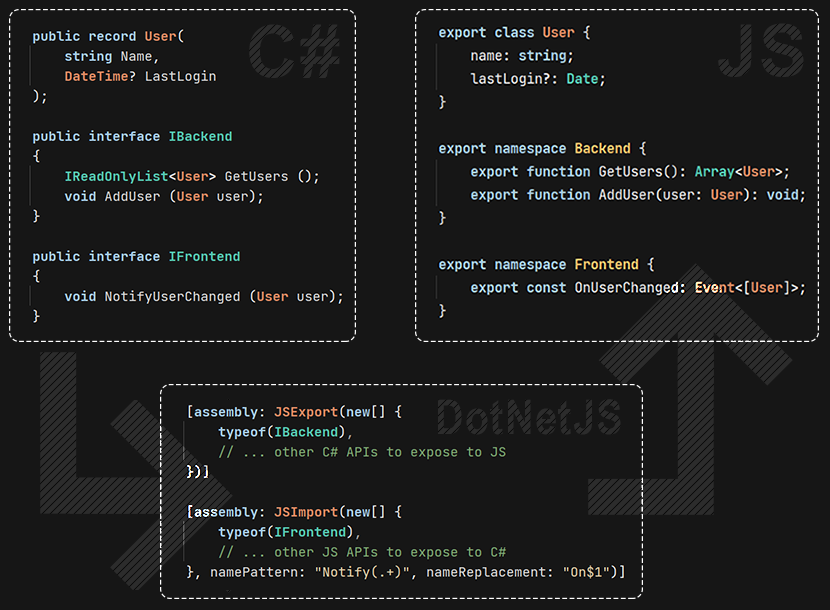 C#
public record User(
    string Name,
    DateTime? LastLogin
);

public interface IBackend
{
    IReadOnlyList<User> GetUsers ();
    void AddUser (User user);
}

public interface IFrontend
{
    void NotifyUserChanged (User user);
}

JS
export class User {
    name: string;
    lastLogin?: Date;
}

export namespace Backend {
    export function GetUsers(): Array<User>;
    export function AddUser(user: User): void;
}

export namespace Frontend {
    export const OnUserChanged: Event<[User]>;
}

DotNetJS
[assembly: JSExport(new[] {
    typeof(IBackend),
    // ... other C# APIs to expose to JS
})]

[assembly: JSImport(new[] {
    typeof(IFrontend),
    // ... other JS APIs to expose to C#
}, namePattern: "Notify(.+)", nameReplacement: "On$1")]